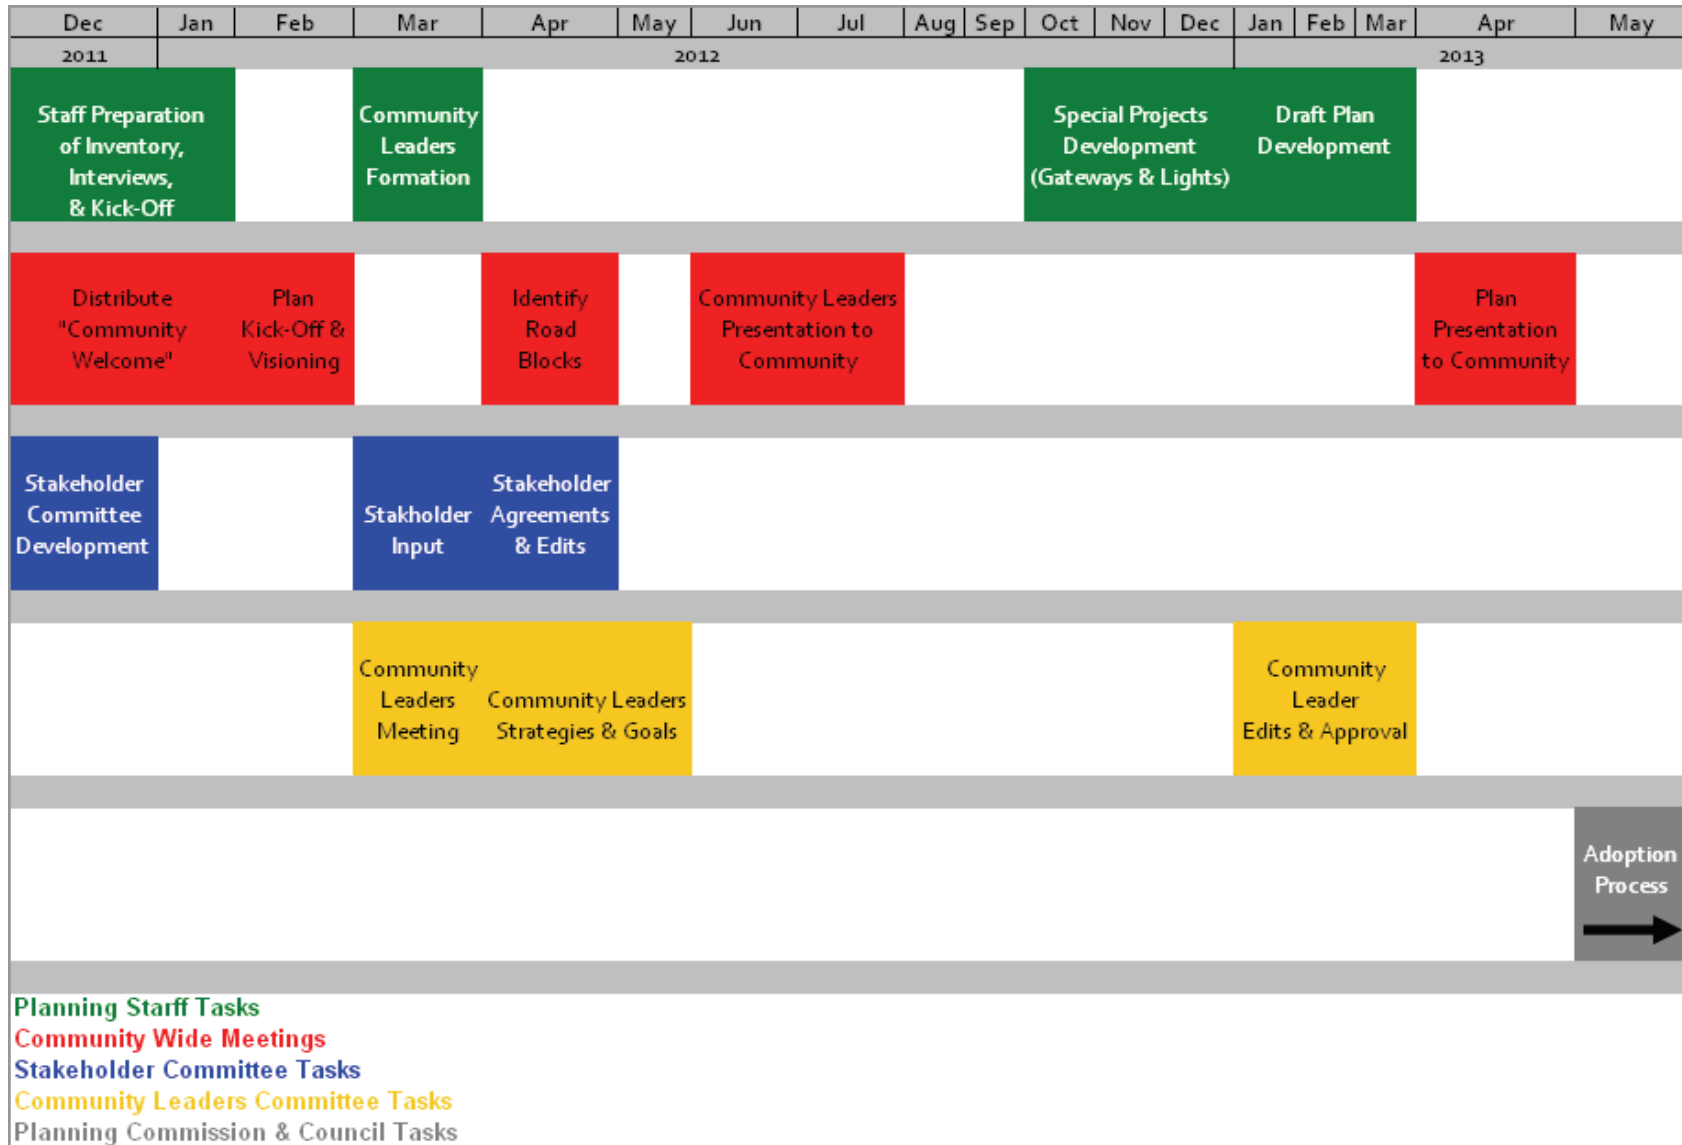 Dec Jan Feb Mar Apr May Jun Jul Aug Sep Oct Nov Dec Jan Feb Mar Apr May
2011 2012 2013
Staff Preparation
of Inventory,
Interviews,
& Kick-Off
Community
Leaders
Formation
Special Projects
Development
(Gateways & Lights)
Draft Plan
Development
Distribute
"Community
Welcome"
Plan
Kick-Off &
Visioning
Identify
Road
Blocks
Community Leaders
Presentation to
Community
Plan
Presentation
to Community
Stakeholder
Committee
Development
Stakholder
Input
Stakeholder
Agreements
& Edits
Community
Leaders
Meeting
Community Leaders
Strategies & Goals
Community
Leader
Edits & Approval
Adoption
Process
Planning Starff Tasks
Community Wide Meetings
Stakeholder Committee Tasks
Community Leaders Committee Tasks
Planning Commission & Council Tasks